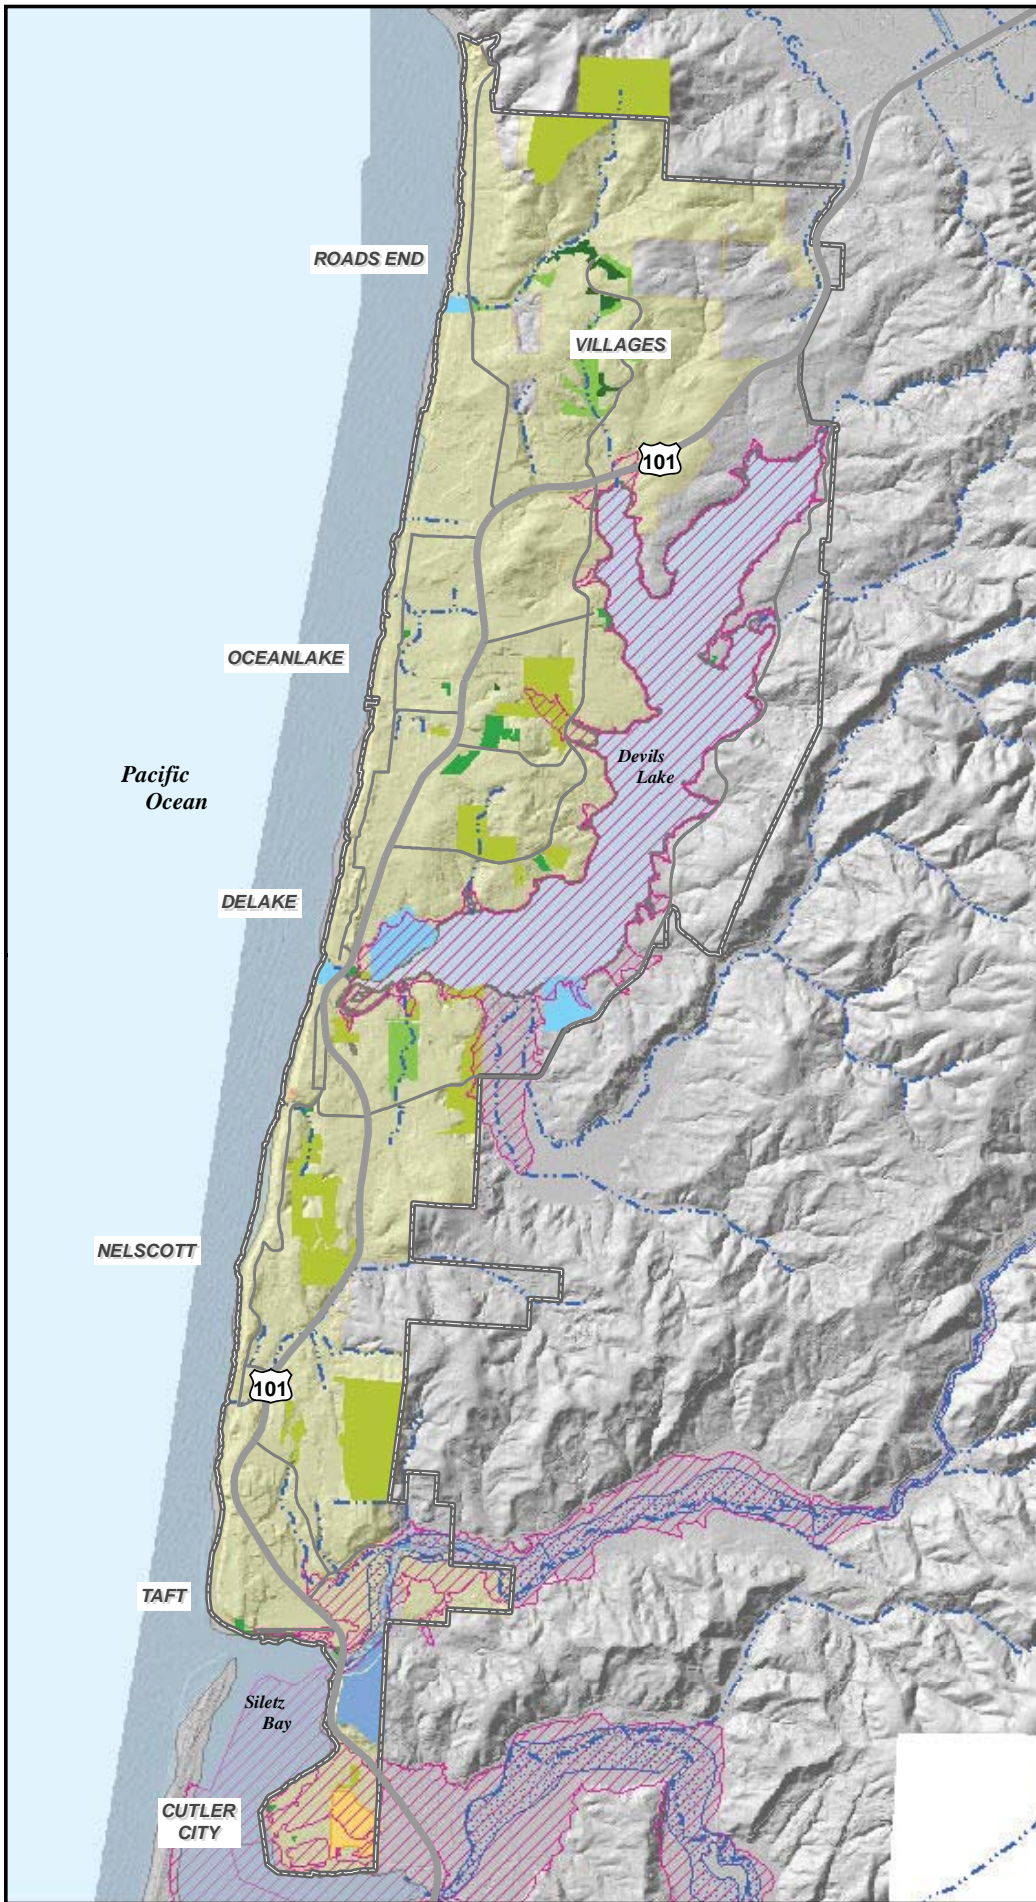 ROADS END
VILLAGES
101
OCEANLAKE
Devils
Lake
Pacific
Ocean
DELAKE
NELSCOTT
101
TAFT
Siletz
Bay
CUTLER
CITY